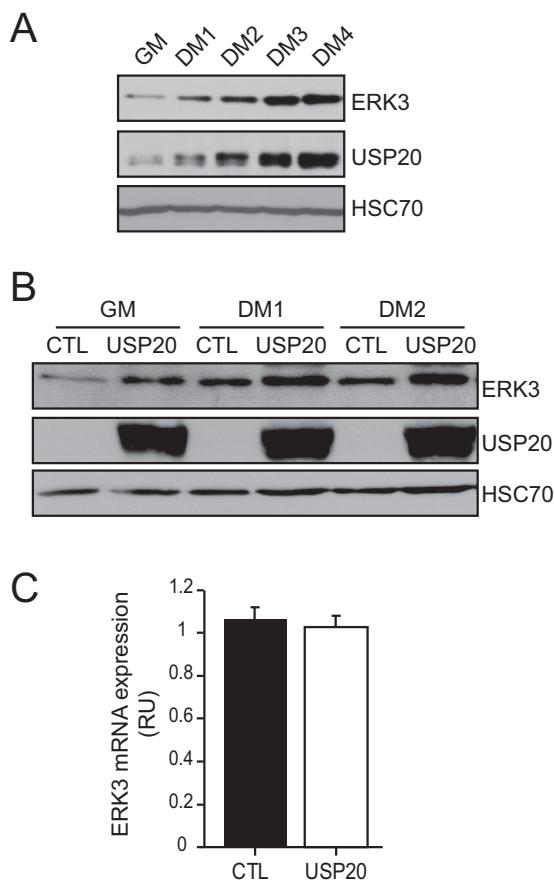 A
GM DM1 DM2 DM3 DM4
ERK3
USP20
HSC70
B
GM DM1 DM2
CTL USP20 CTL USP20 CTL USP20
ERK3
USP20
HSC70
C
ERK3 mRNA expression
(RU)
1.2
1
0.8
0.6
0.4
0.2
0
CTL USP20